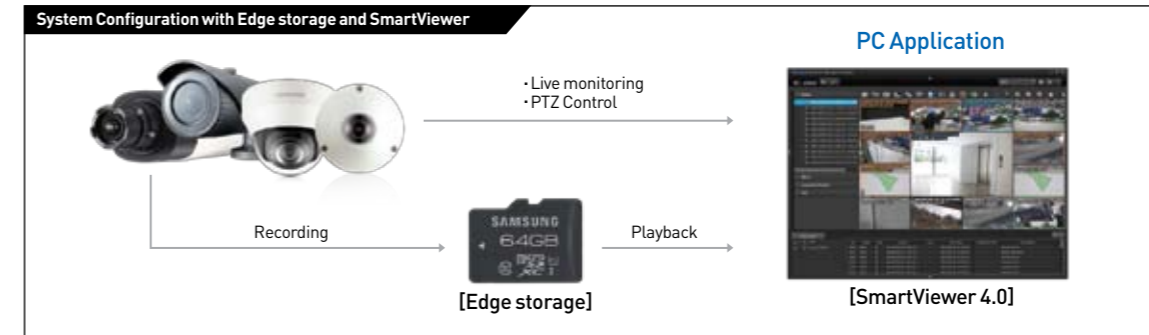 System Configuration with Edge storage and SmartViewer
PC Application
·Live monitoring
·PTZ Control
Recording
SAMSUNG
64GB
Playback
[Edge storage]
[SmartViewer 4.0]